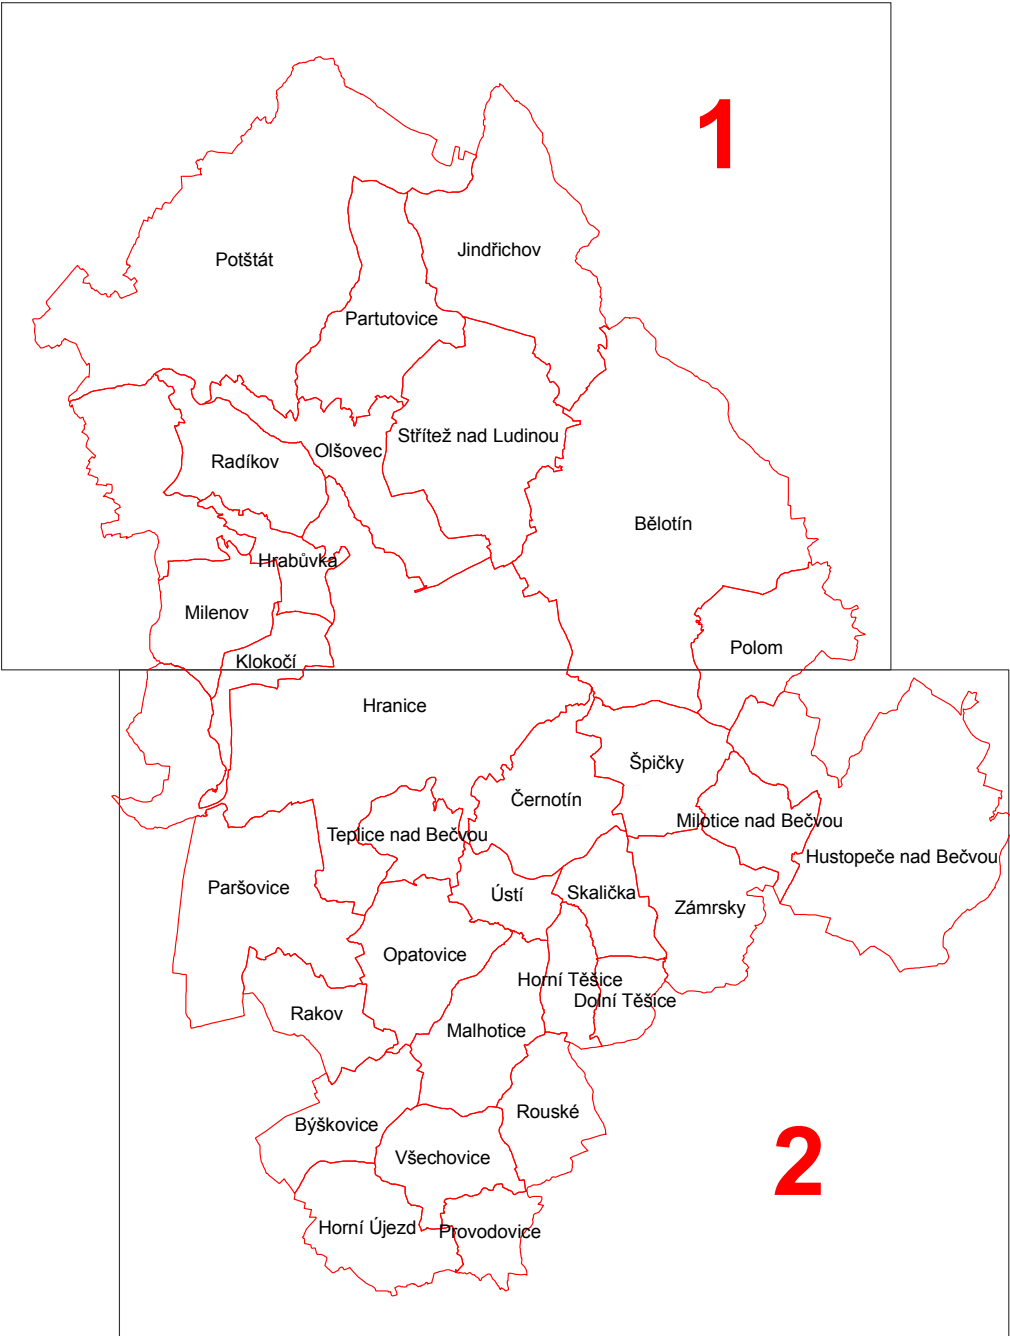 1
Jindřichov
Potštát
Partutovice
Střítež nad Ludinou
Olšovec
Radíkov
Bělotín
Hrabůvka
Milenov
Polom
Klokočí
Hranice
Špičky
Černotín
Milotice nad Bečvou
Teplice nad Bečvou
Hustopeče nad Bečvou
Paršovice
Skalička
Ústí
Zámrsky
Opatovice
Horní Těšice
Dolní Těšice
Rakov
Malhotice
Rouské
Býškovice
Všechovice
2
Horní Újezd
Provodovice